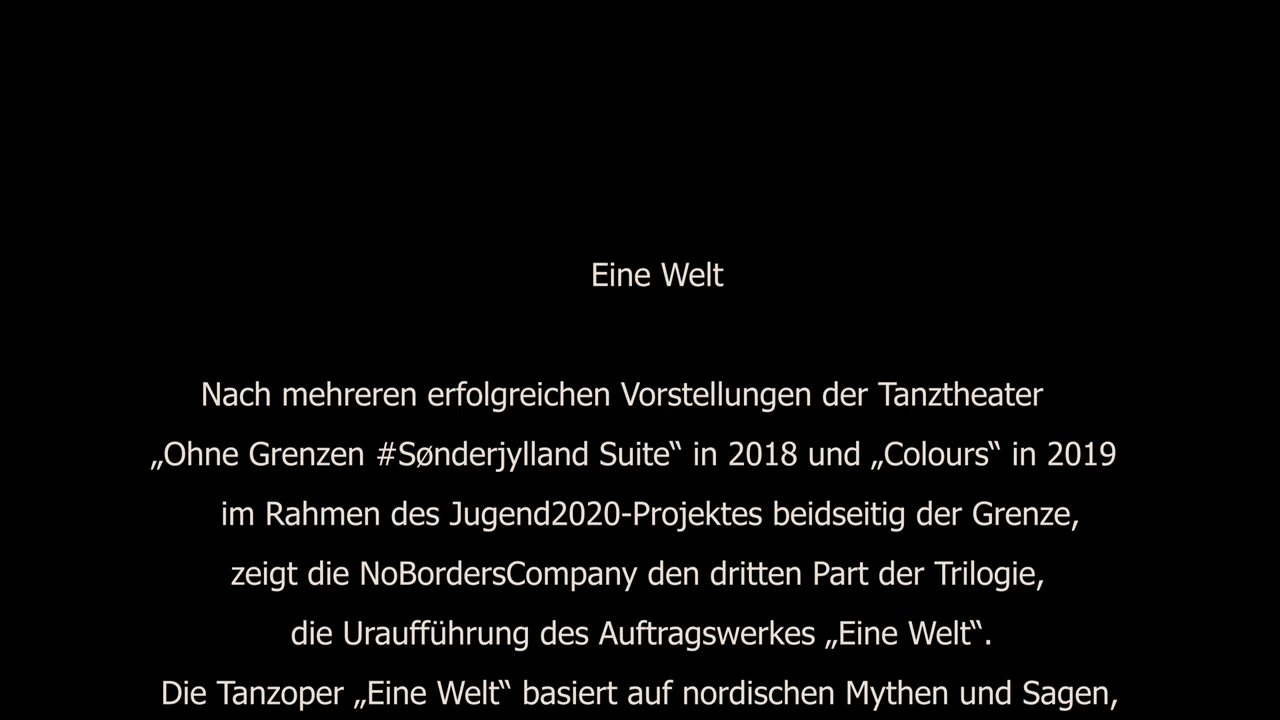 Eine Welt
Nach mehreren erfolgreichen Vorstellungen der Tanztheater
„Ohne Grenzen #Sønderjylland Suite“ in 2018 und „Colours“ in 2019
im Rahmen des Jugend2020-Projektes beidseitig der Grenze,
zeigt die NoBordersCompany den dritten Part der Trilogie,
die Uraufführung des Auftragswerkes „Eine Welt“.
Die Tanzoper „Eine Welt“ basiert auf nordischen Mythen und Sagen,